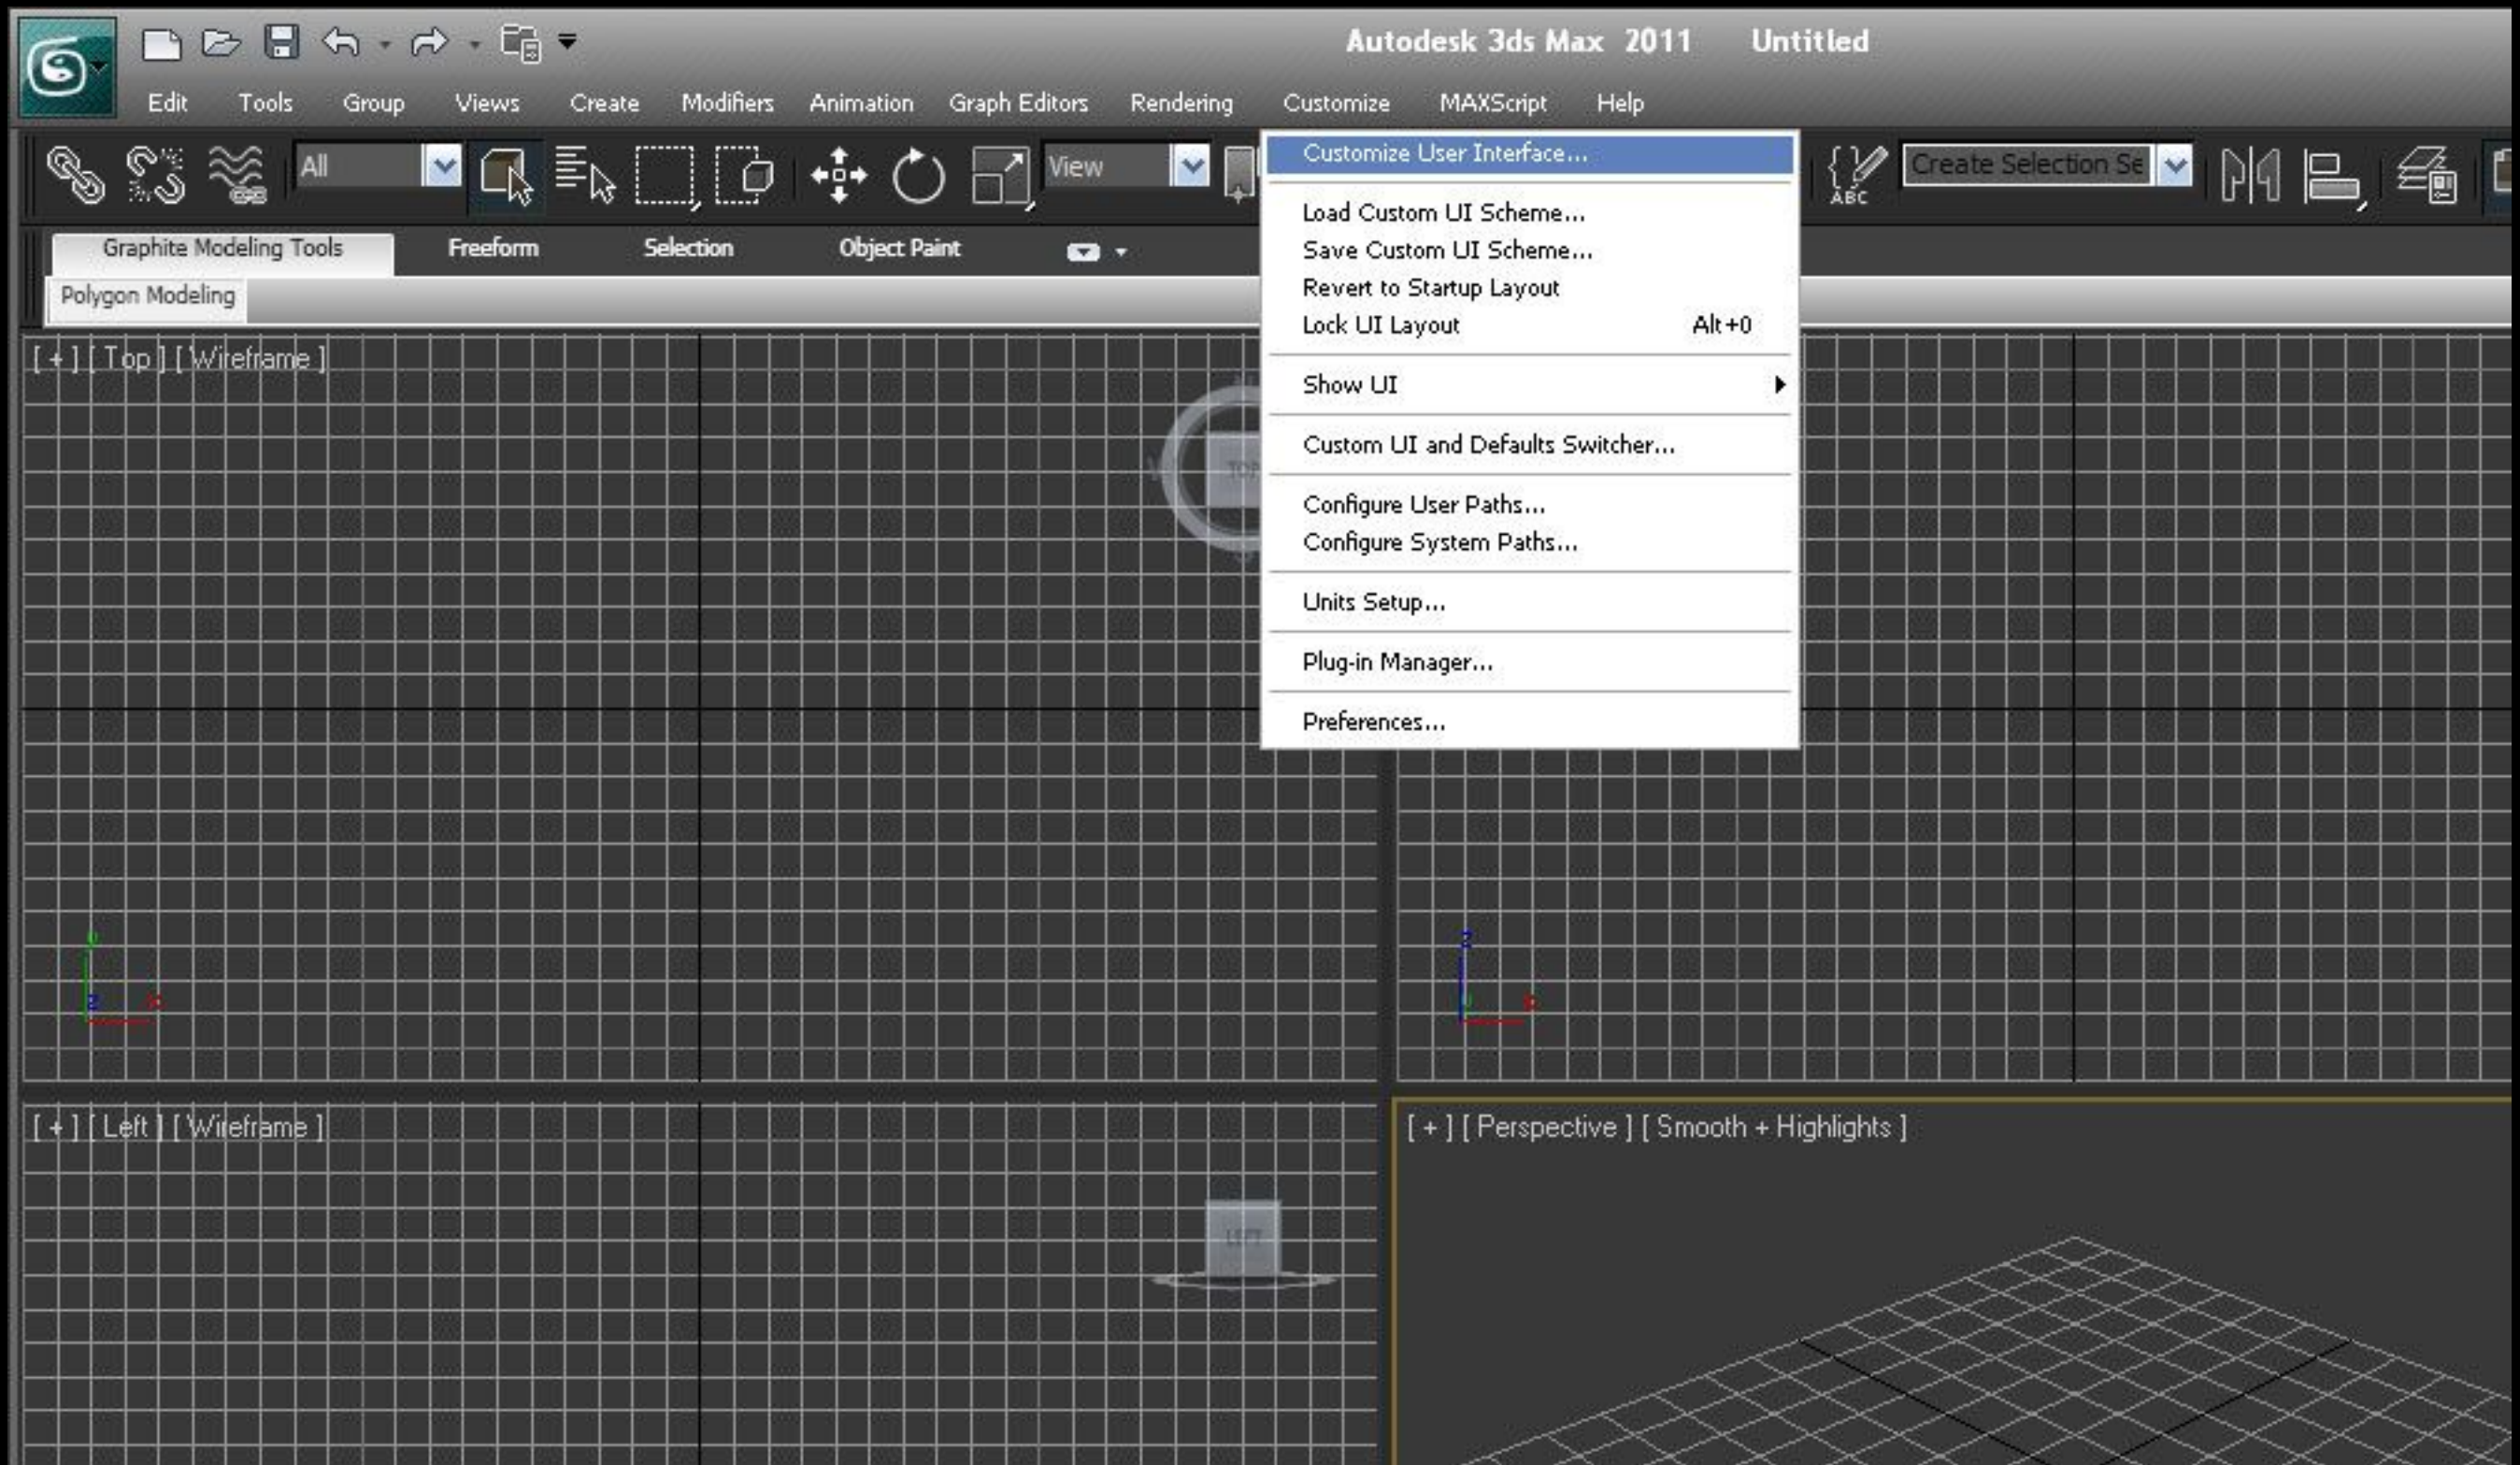 Autodesk 3ds Max 2011 Untitled
Edit Tools Group Views Create Modifiers Animation Graph Editors Rendering Customize MAXScript Help
All View ABC Create Selection Se
Customize User Interface...
Load Custom UI Scheme...
Save Custom UI Scheme...
Revert to Startup Layout
Lock UI Layout Alt+0
Show UI
Custom UI and Defaults Switcher...
Configure User Paths...
Configure System Paths...
Units Setup...
Plug-in Manager...
Preferences...
Graphite Modeling Tools Freeform Selection Object Paint
Polygon Modeling
[ + ] [ Top ] [ Wireframe ]
TOP
y
z x
z
y x
[ + ] [ Left ] [ Wireframe ]
LEFT
[ + ] [ Perspective ] [ Smooth + Highlights ]